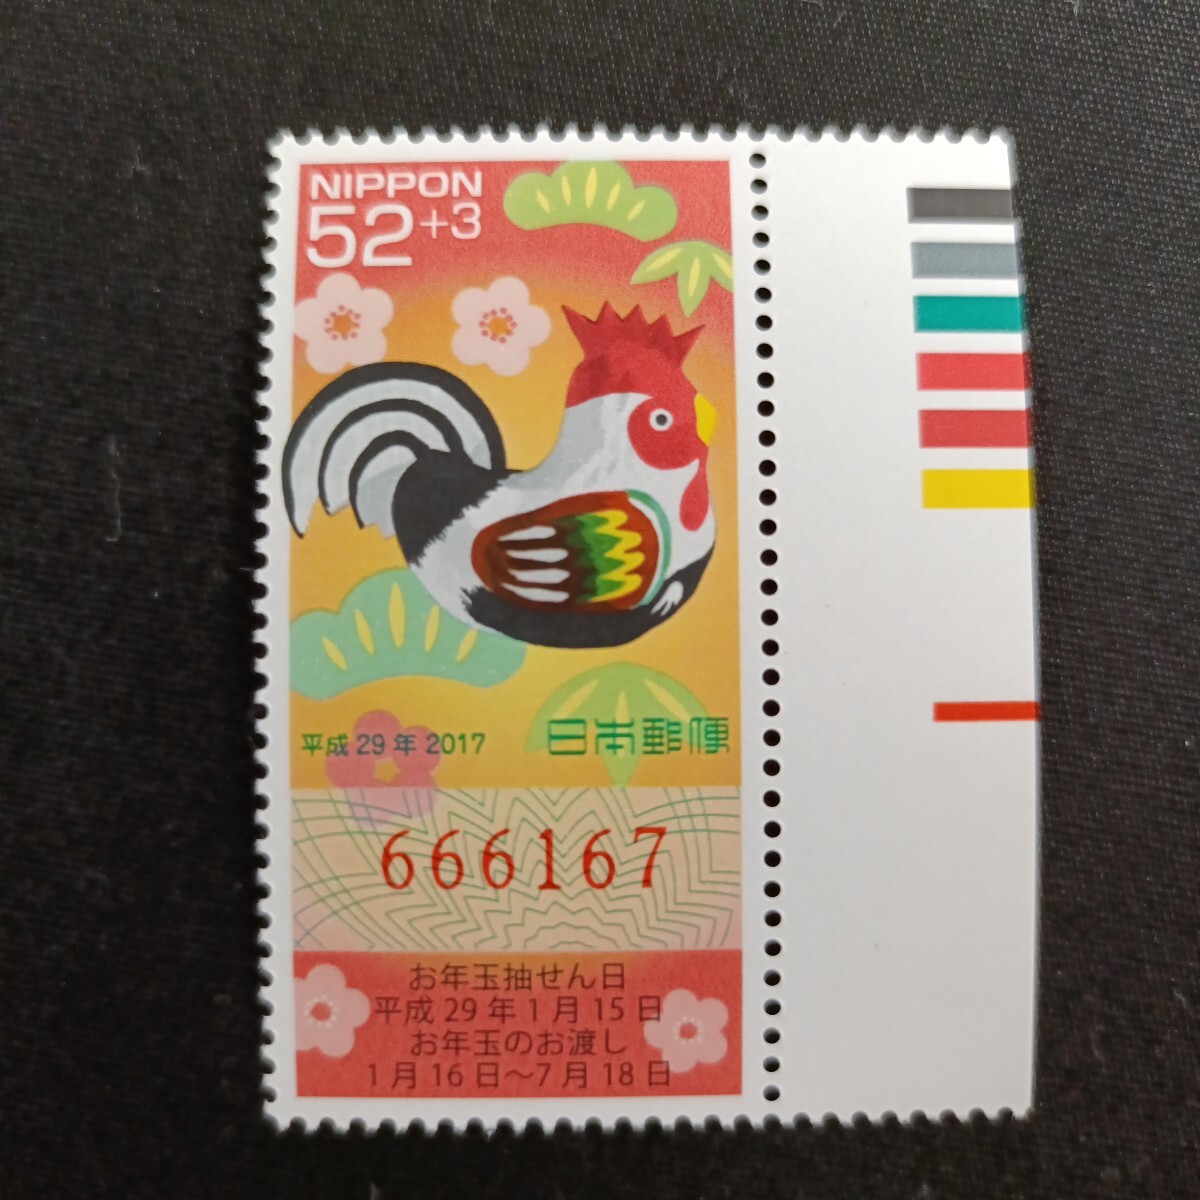 NIPPON
52+3
平成29年 2017 日本郵便
666167
お年玉抽せん日
平成29年1月15日
お年玉のお渡し
1月16日～7月18日